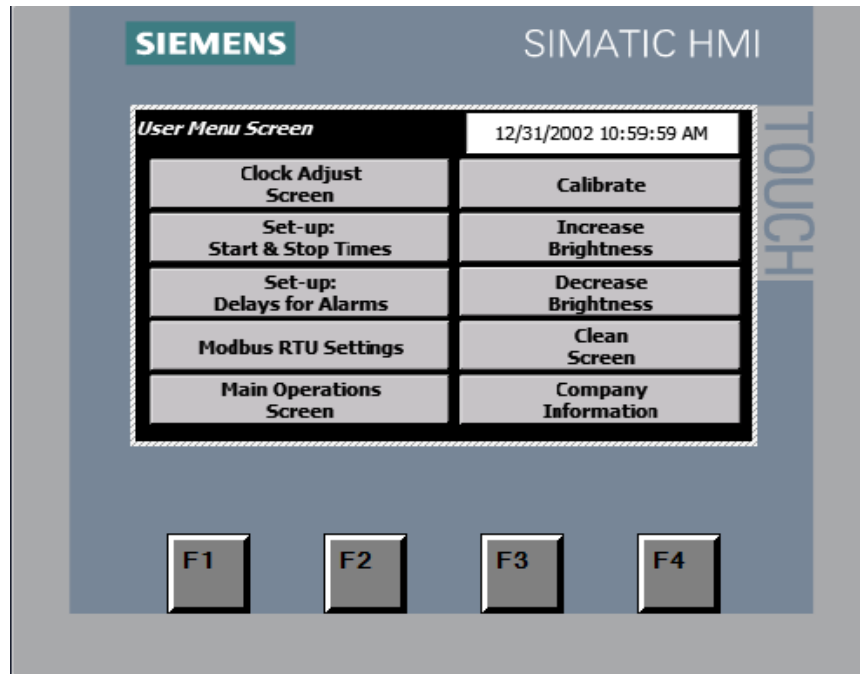 SIEMENS
SIMATIC HMI
TOUCH
User Menu Screen
12/31/2002 10:59:59 AM
Clock Adjust
Screen
Calibrate
Set-up:
Start & Stop Times
Increase
Brightness
Set-up:
Delays for Alarms
Decrease
Brightness
Modbus RTU Settings
Clean
Screen
Main Operations
Screen
Company
Information
F1
F2
F3
F4